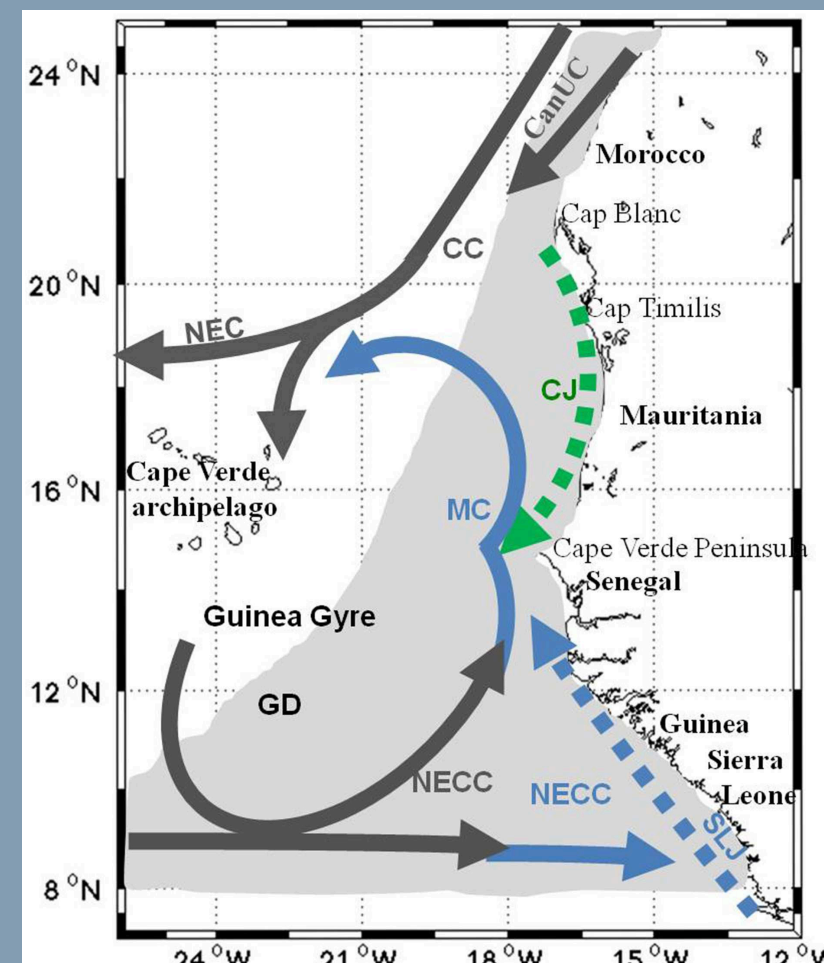 24 °N
CanUC
Morocco
Cap Blanc
CC
20 °N
Cap Timilis
NEC
CJ
Mauritania
Cape Verde
archipelago
16 °N
MC
Cape Verde Peninsula
Senegal
Guinea Gyre
12 °N
GD
Guinea
Sierra
Leone
NECC
NECC
SLJ
8 °N
24 °W
21 °W
18 °W
15 °W
12 °W